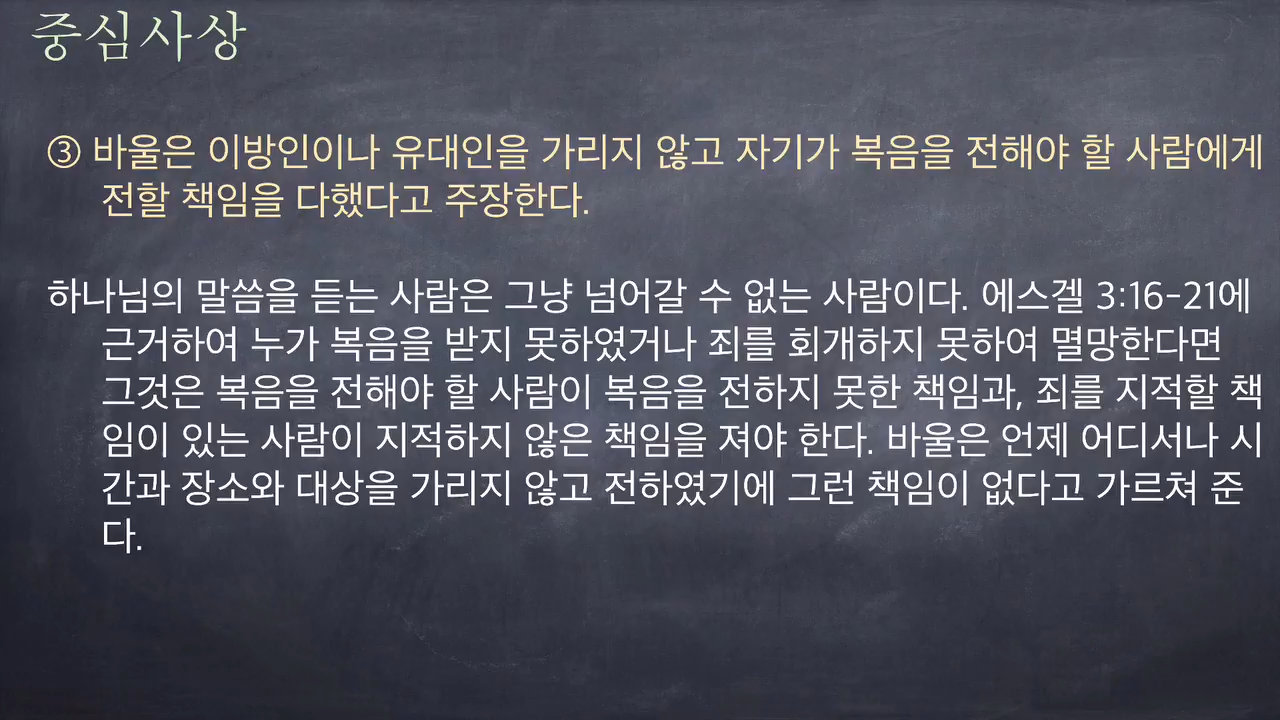 중심사상
③ 바울은 이방인이나 유대인을 가리지 않고 자기가 복음을 전해야 할 사람에게
전할 책임을 다했다고 주장한다.
하나님의 말씀을 듣는 사람은 그냥 넘어갈 수 없는 사람이다. 에스겔 3:16-21에
근거하여 누가 복음을 받지 못하였거나 죄를 회개하지 못하여 멸망한다면
그것은 복음을 전해야 할 사람이 복음을 전하지 못한 책임과, 죄를 지적할 책
임이 있는 사람이 지적하지 않은 책임을 져야 한다. 바울은 언제 어디서나 시
간과 장소와 대상을 가리지 않고 전하였기에 그런 책임이 없다고 가르쳐 준
다.